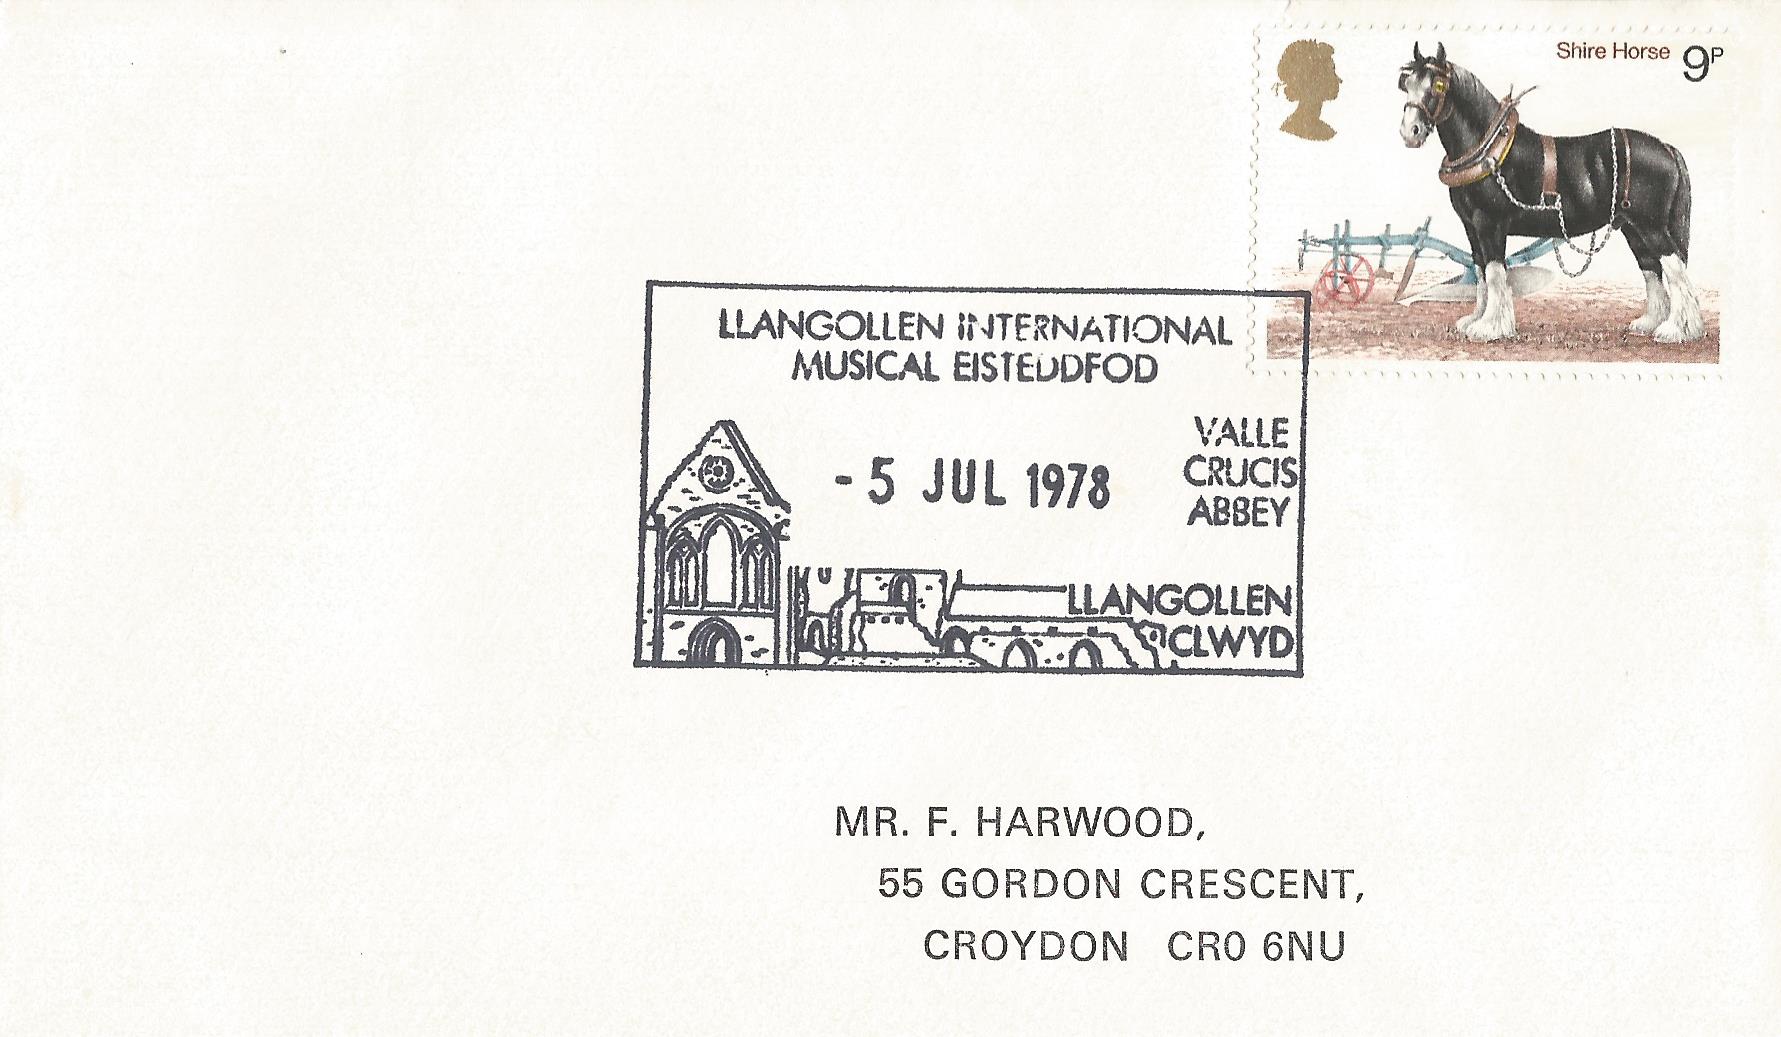 Shire Horse 9P
LLANGOLLEN INTERNATIONAL
MUSICAL EISTEDDFOD
- 5 JUL 1978
VALLE
CRUCIS
ABBEY
LLANGOLLEN
CLWYD
MR. F. HARWOOD,
55 GORDON CRESCENT,
CROYDON CR0 6NU